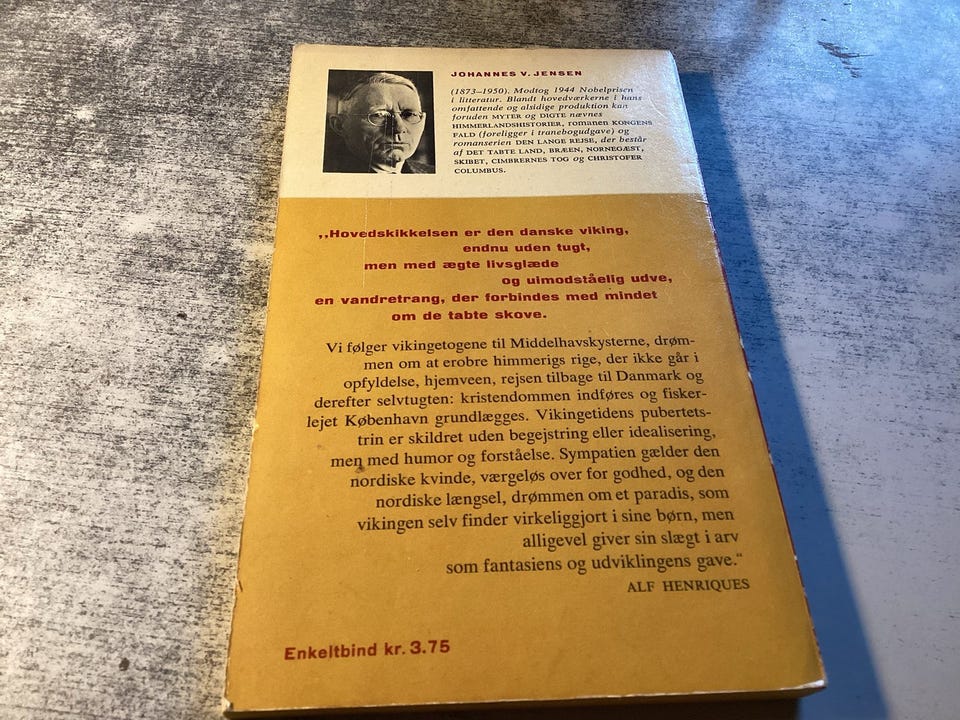 JOHANNES V. JENSEN
(1873–1950). Modtog 1944 Nobelprisen
i litteratur. Blandt hovedværkerne i hans
omfattende og alsidige produktion kan
foruden MYTER og DIGTE nævnes
HIMMERLANDSHISTORIER, romanen KONGENS
FALD (foreligger i tranebogudgave) og
romanserien DEN LANGE REJSE, der består
af DET TABTE LAND, BRÆEN, NORNEGÆST,
SKIBET, CIMBRERNES TOG og CHRISTOFER
COLUMBUS.
„Hovedskikkelsen er den danske viking,
endnu uden tugt,
men med ægte livsglæde
og uimodståelig udve,
en vandretrang, der forbindes med mindet
om de tabte skove.
Vi følger vikingetogene til Middelhavskysterne, drøm-
men om at erobre himmerigs rige, der ikke går i
opfyldelse, hjemveen, rejsen tilbage til Danmark og
derefter selvtugten: kristendommen indføres og fisker-
lejet København grundlægges. Vikingetidens pubertets-
trin er skildret uden begejstring eller idealisering,
men med humor og forståelse. Sympatien gælder den
nordiske kvinde, værgeløs over for godhed, og den
nordiske længsel, drømmen om et paradis, som
vikingen selv finder virkeliggjort i sine børn, men
alligevel giver sin slægt i arv
som fantasiens og udviklingens gave.“
ALF HENRIQUES
Enkeltbind kr. 3.75